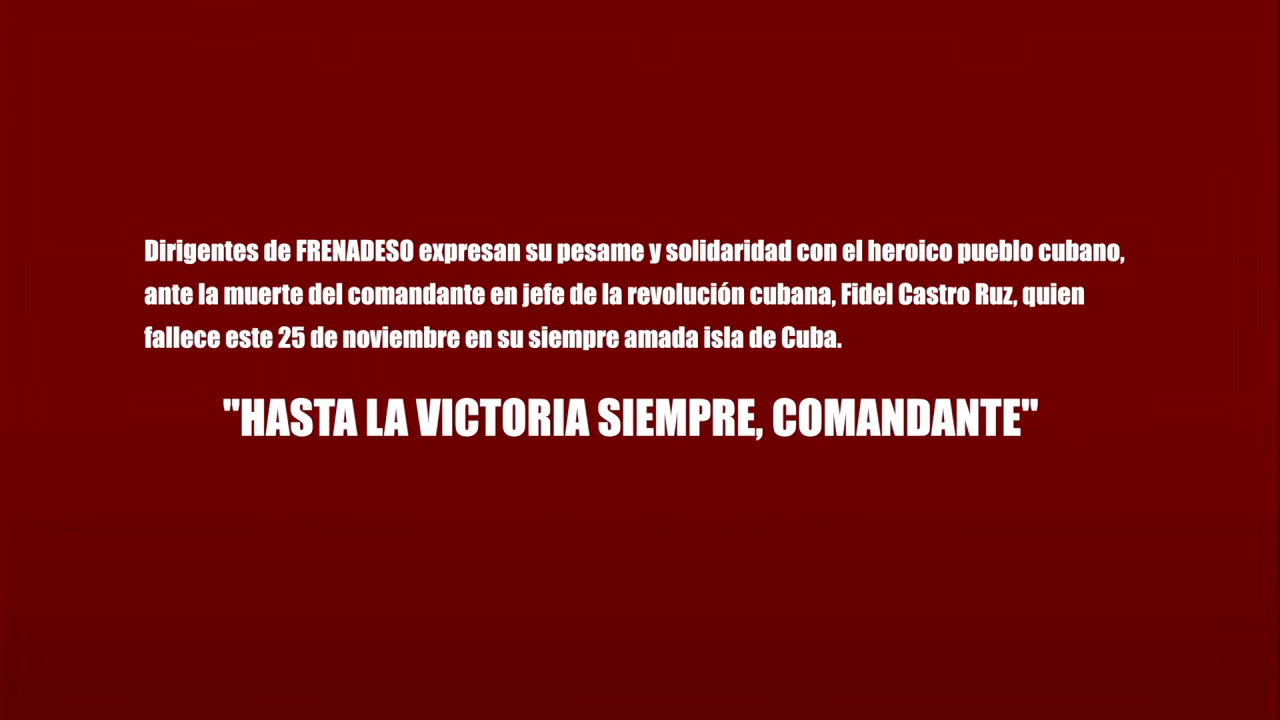 Dirigentes de FRENADESO expresan su pesame y solidaridad con el heroico pueblo cubano,
ante la muerte del comandante en jefe de la revolución cubana, Fidel Castro Ruz, quien
fallece este 25 de noviembre en su siempre amada isla de Cuba.
"HASTA LA VICTORIA SIEMPRE, COMANDANTE"